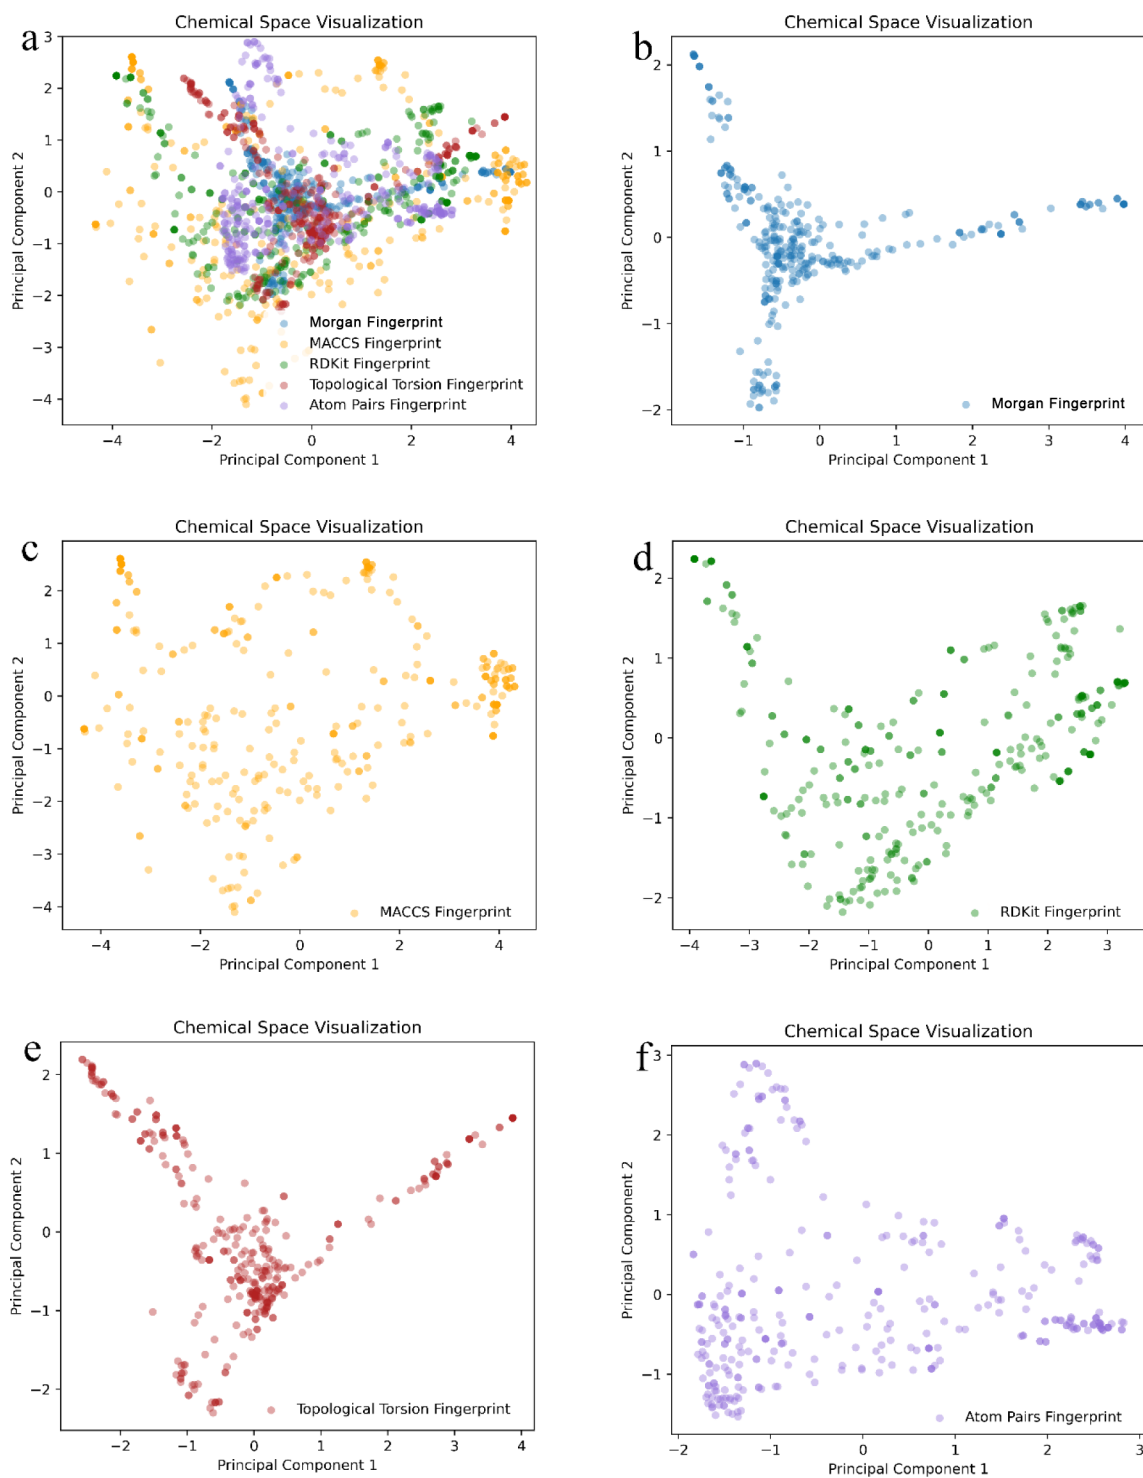 Chemical Space Visualization
a
3
2
1
0
−1
−2
−3
−4
Principal Component 2
Morgan Fingerprint
MACCS Fingerprint
RDKit Fingerprint
Topological Torsion Fingerprint
Atom Pairs Fingerprint
−4 −2 0 2 4
Principal Component 1
Chemical Space Visualization
b
2
1
0
−1
−2
Principal Component 2
Morgan Fingerprint
−1 0 1 2 3 4
Principal Component 1
Chemical Space Visualization
c
2
1
0
−1
−2
−3
−4
Principal Component 2
MACCS Fingerprint
−4 −2 0 2 4
Principal Component 1
Chemical Space Visualization
d
2
1
0
−1
−2
Principal Component 2
RDKit Fingerprint
−4 −3 −2 −1 0 1 2 3
Principal Component 1
Chemical Space Visualization
e
2
1
0
−1
−2
Principal Component 2
Topological Torsion Fingerprint
−2 −1 0 1 2 3 4
Principal Component 1
Chemical Space Visualization
f
3
2
1
0
−1
Principal Component 2
Atom Pairs Fingerprint
−2 −1 0 1 2 3
Principal Component 1